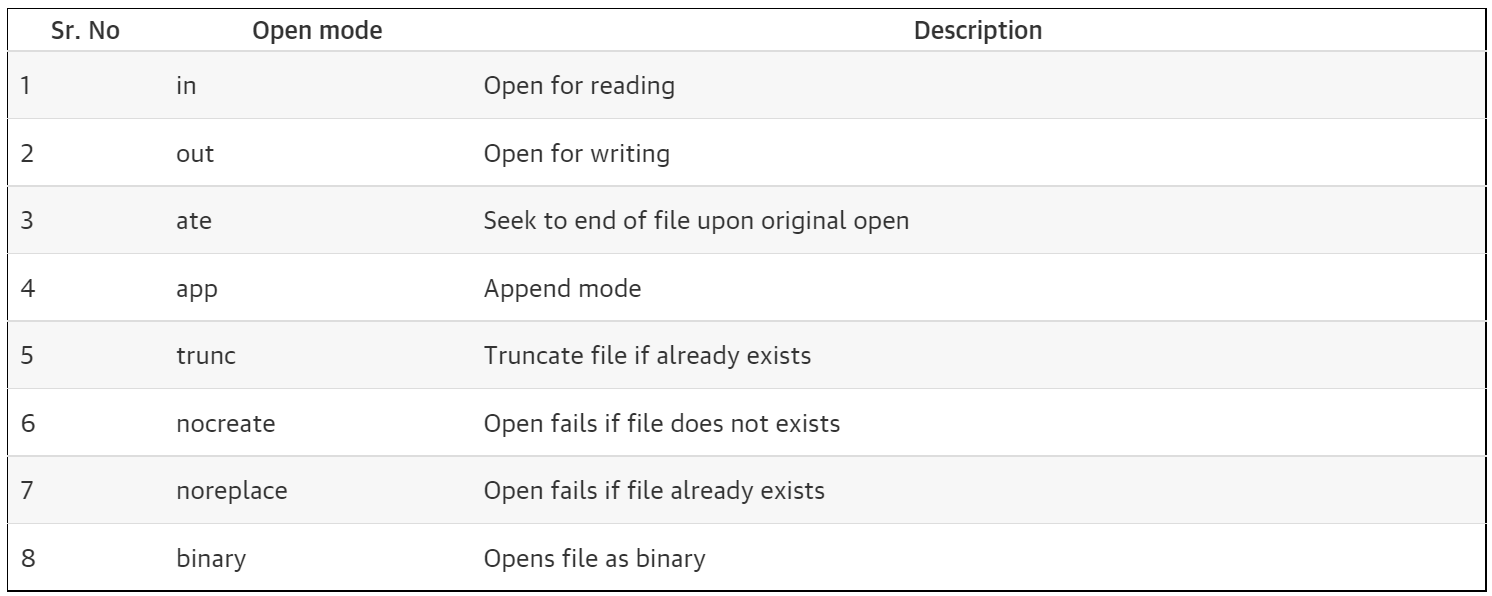 Sr. No Open mode Description
1 in Open for reading
2 out Open for writing
3 ate Seek to end of file upon original open
4 app Append mode
5 trunc Truncate file if already exists
6 nocreate Open fails if file does not exists
7 noreplace Open fails if file already exists
8 binary Opens file as binary